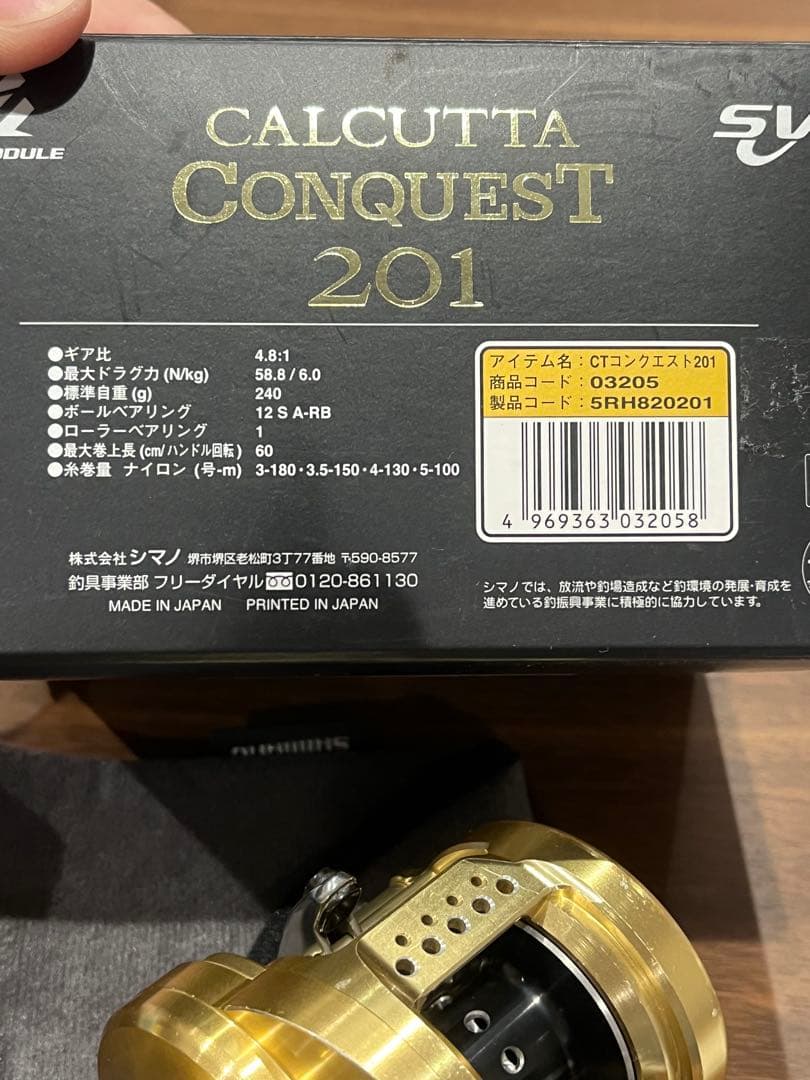 CALCUTTA
CONQUEST
201
●ギア比 4.8:1
●最大ドラグ力 (N/kg) 58.8 / 6.0
●標準自重 (g) 240
●ボールベアリング 12 S A-RB
●ローラーベアリング 1
●最大巻上長 (cm/ハンドル回転) 60
●糸巻量 ナイロン (号-m) 3-180・3.5-150・4-130・5-100
アイテム名：CTコンクエスト201
商品コード：03205
製品コード：5RH820201
4 969363 032058
株式会社 シマノ 堺市堺区老松町3丁77番地 〒590-8577
釣具事業部 フリーダイヤル 0120-861130
MADE IN JAPAN PRINTED IN JAPAN
シマノでは、放流や釣場造成など釣環境の発展・育成を
進めている釣振興事業に積極的に協力しています。
SHIMANO